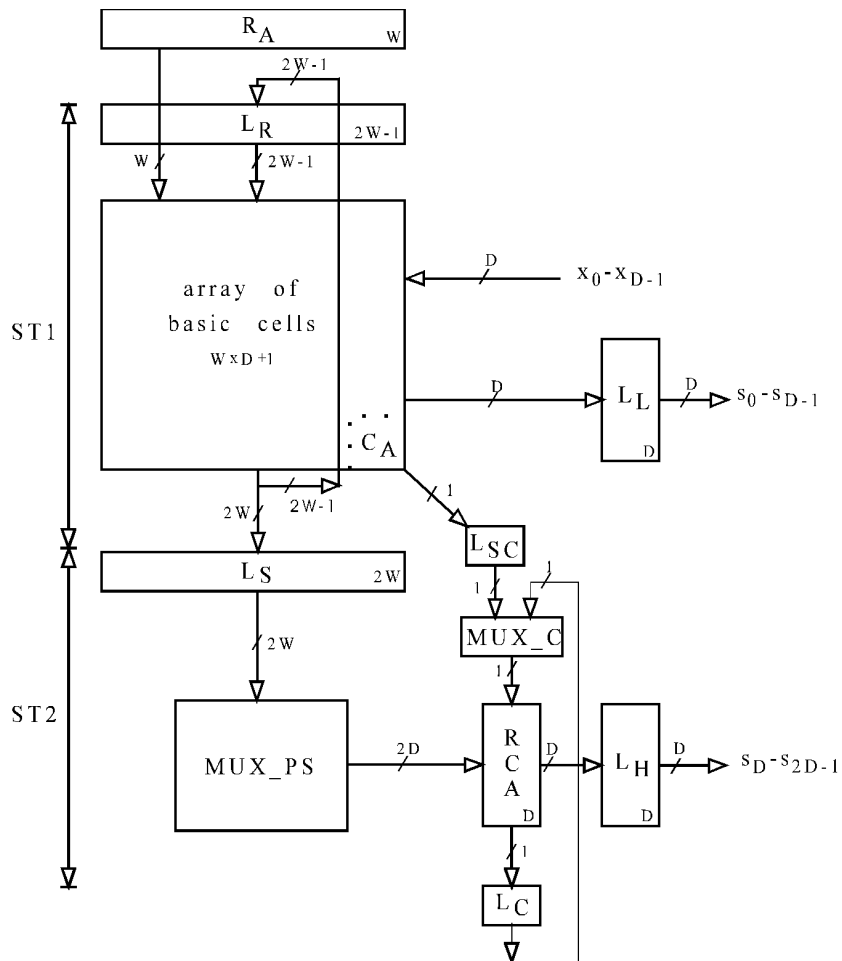 R_A W
2W-1
L_R 2W-1
W 2W-1
D x_0-x_{D-1}
array of
basic cells
W×D+1
ST1
D L_L D s_0-s_{D-1}
D
C_A
2W 2W-1 1
L_SC
L_S 2W
1 1
MUX_C
2W 1
ST2
MUX_PS 2D R C A D L_H D s_D-s_{2D-1}
D D
1
L_C